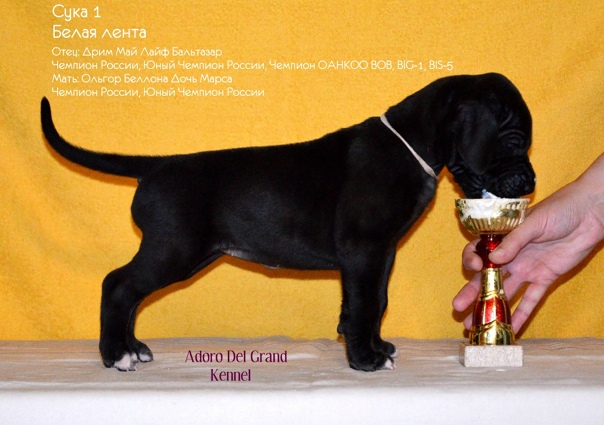 Сука 1
Белая лента
Отец: Дрим Май Лайф Бальтазар
Чемпион России, Юный Чемпион России, Чемпион ОАНКОО BOB, BIG-1, BIS-5
Мать: Ольгор Беллона Дочь Марса
Чемпион России, Юный Чемпион России
Adoro Del Grand
Kennel